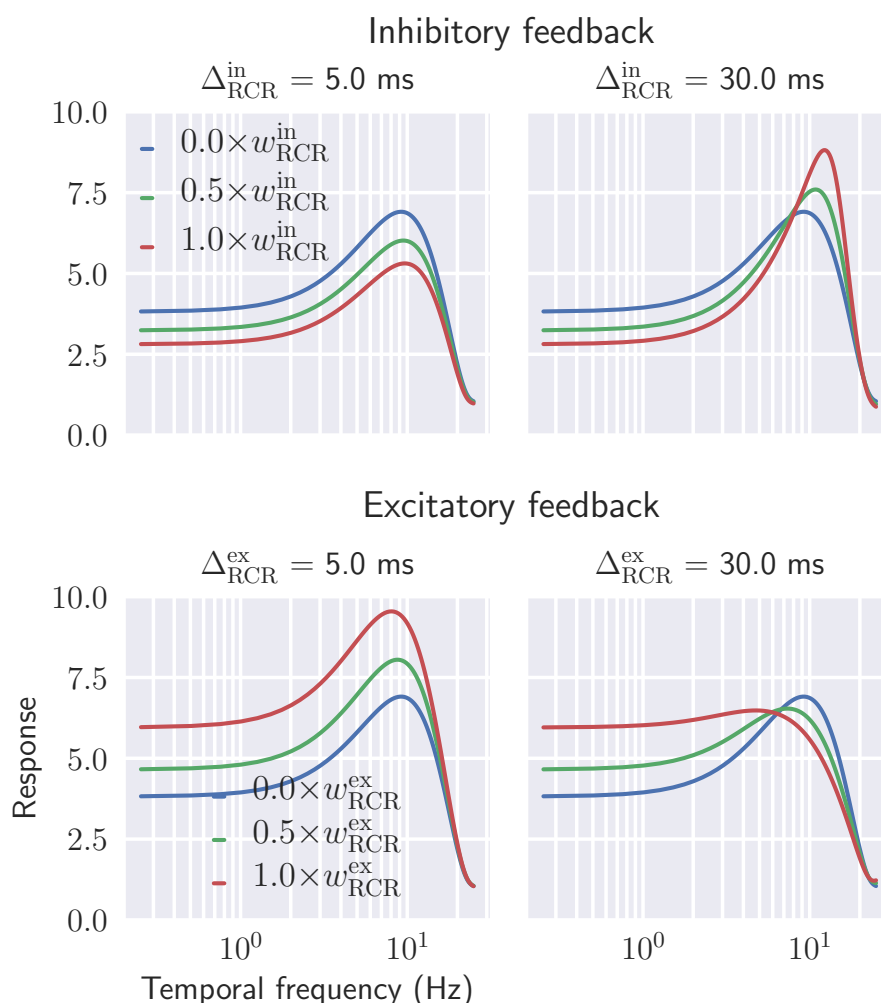 Inhibitory feedback
Δ^in_RCR = 5.0 ms
Δ^in_RCR = 30.0 ms
10.0
7.5
5.0
2.5
0.0
0.0×w^in_RCR
0.5×w^in_RCR
1.0×w^in_RCR
Excitatory feedback
Δ^ex_RCR = 5.0 ms
Δ^ex_RCR = 30.0 ms
10.0
7.5
5.0
2.5
0.0
Response
0.0×w^ex_RCR
0.5×w^ex_RCR
1.0×w^ex_RCR
10^0
10^1
10^0
10^1
Temporal frequency (Hz)